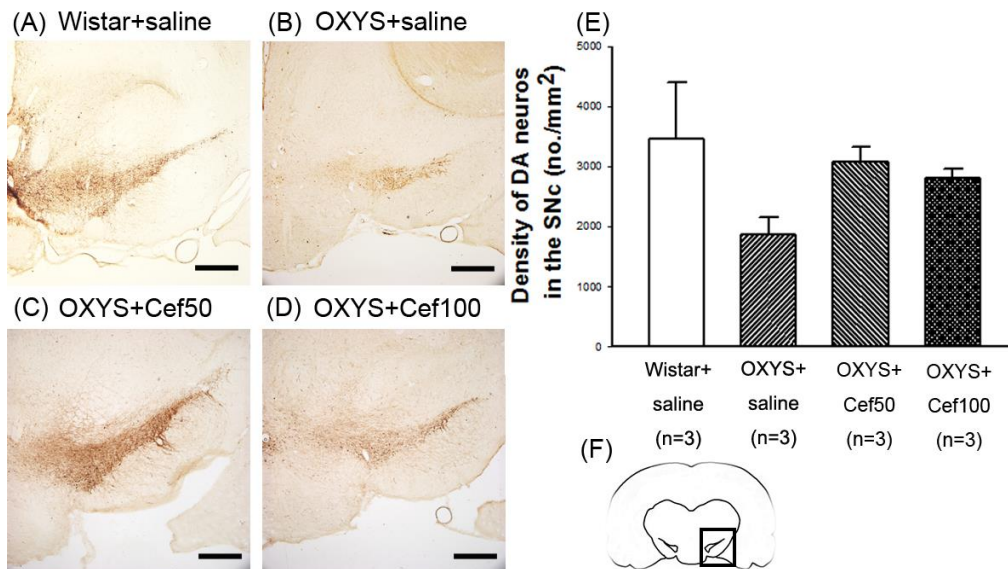 (A) Wistar+saline
(B) OXYS+saline
(C) OXYS+Cef50
(D) OXYS+Cef100
(E)
Density of DA neuros
in the SNc (no./mm²)
5000
4000
3000
2000
1000
0
Wistar+
saline
(n=3)
OXYS+
saline
(n=3)
OXYS+
Cef50
(n=3)
OXYS+
Cef100
(n=3)
(F)